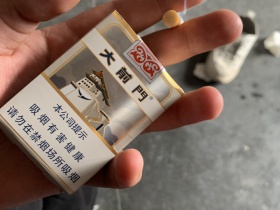 大前門
本公司提示
吸烟有害健康
请勿在禁烟场所吸烟